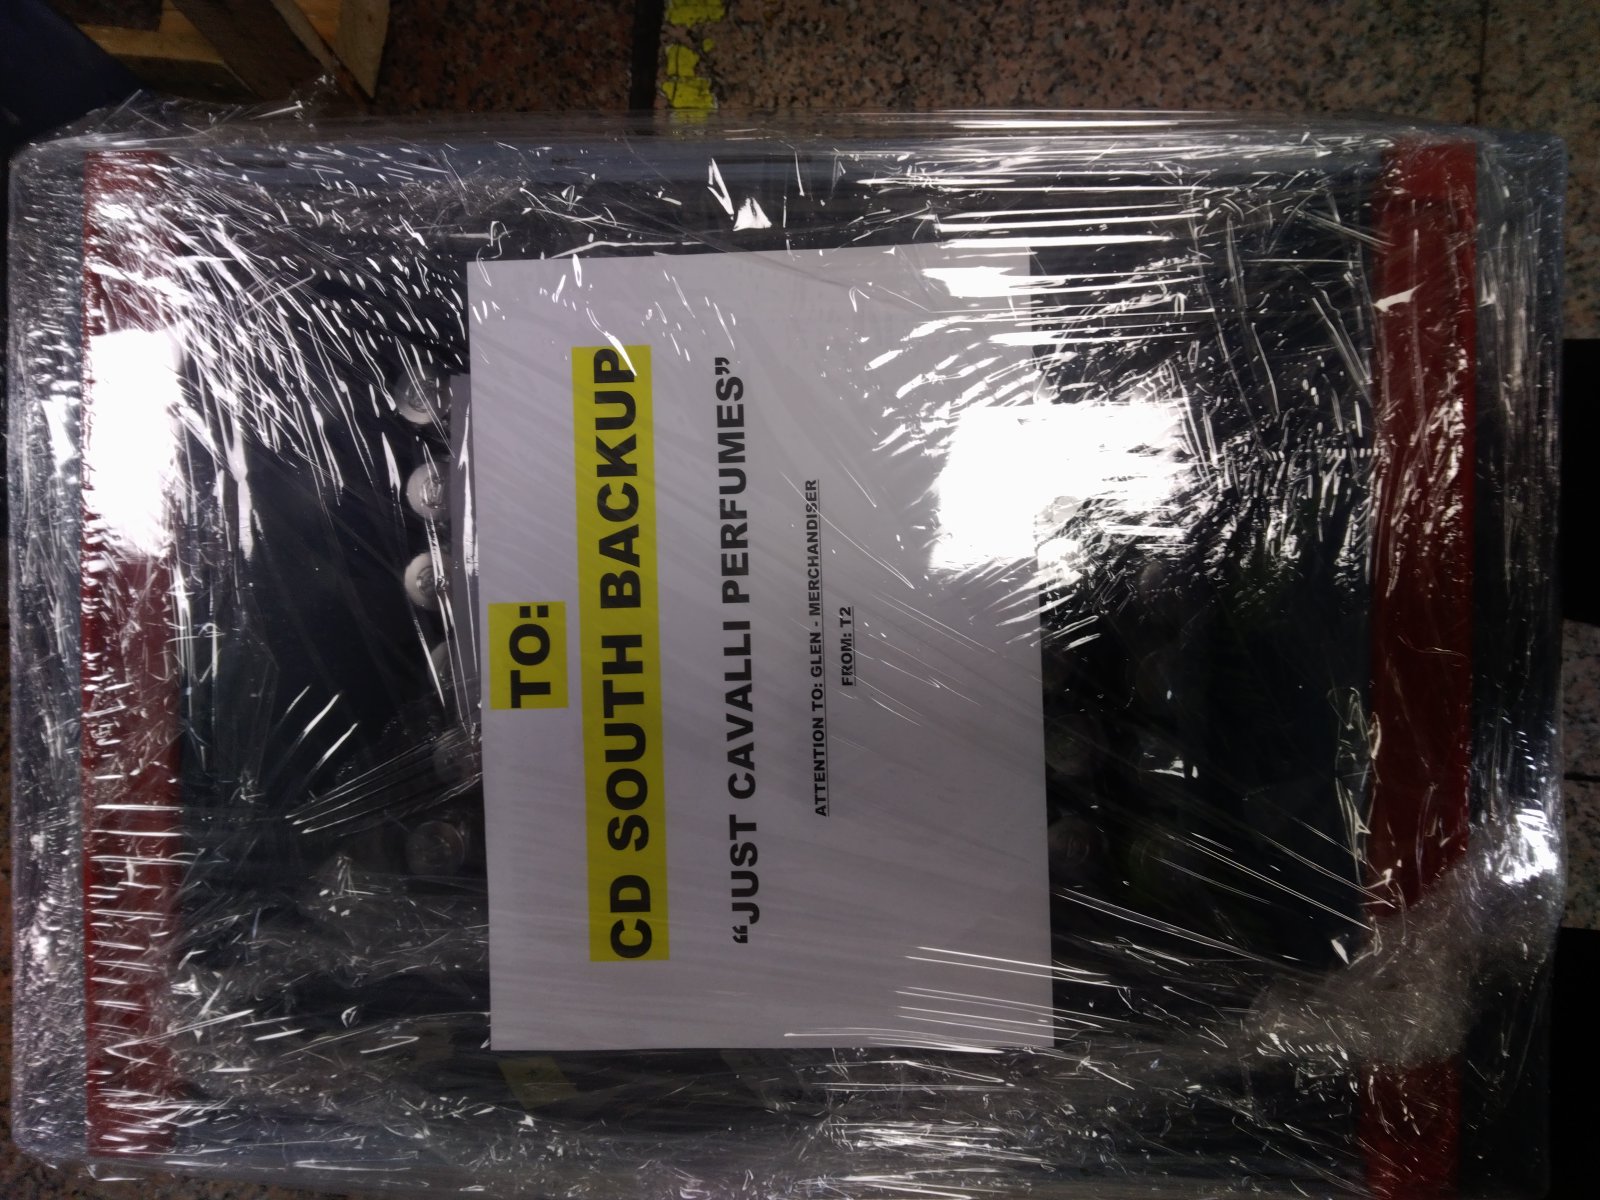 TO:
CD SOUTH BACKUP
“JUST CAVALLI PERFUMES”
ATTENTION TO: GLEN - MERCHANDISER
FROM: T2